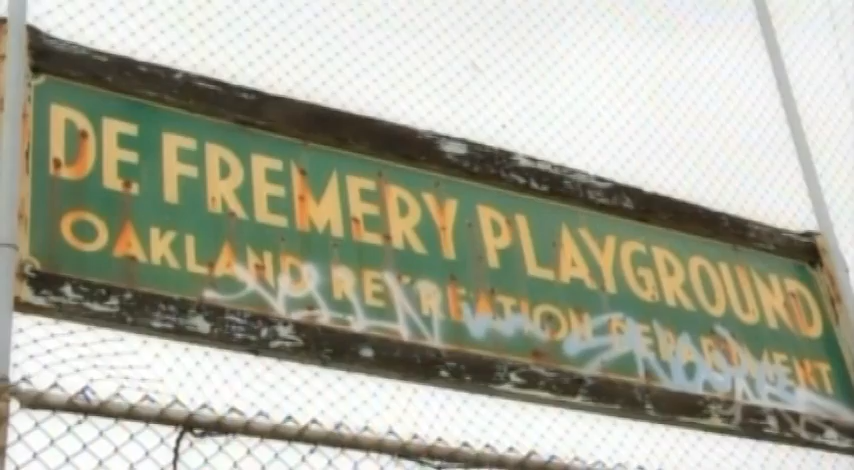 DE FREMERY PLAYGROUND
OAKLAND RECREATION DEPARTMENT